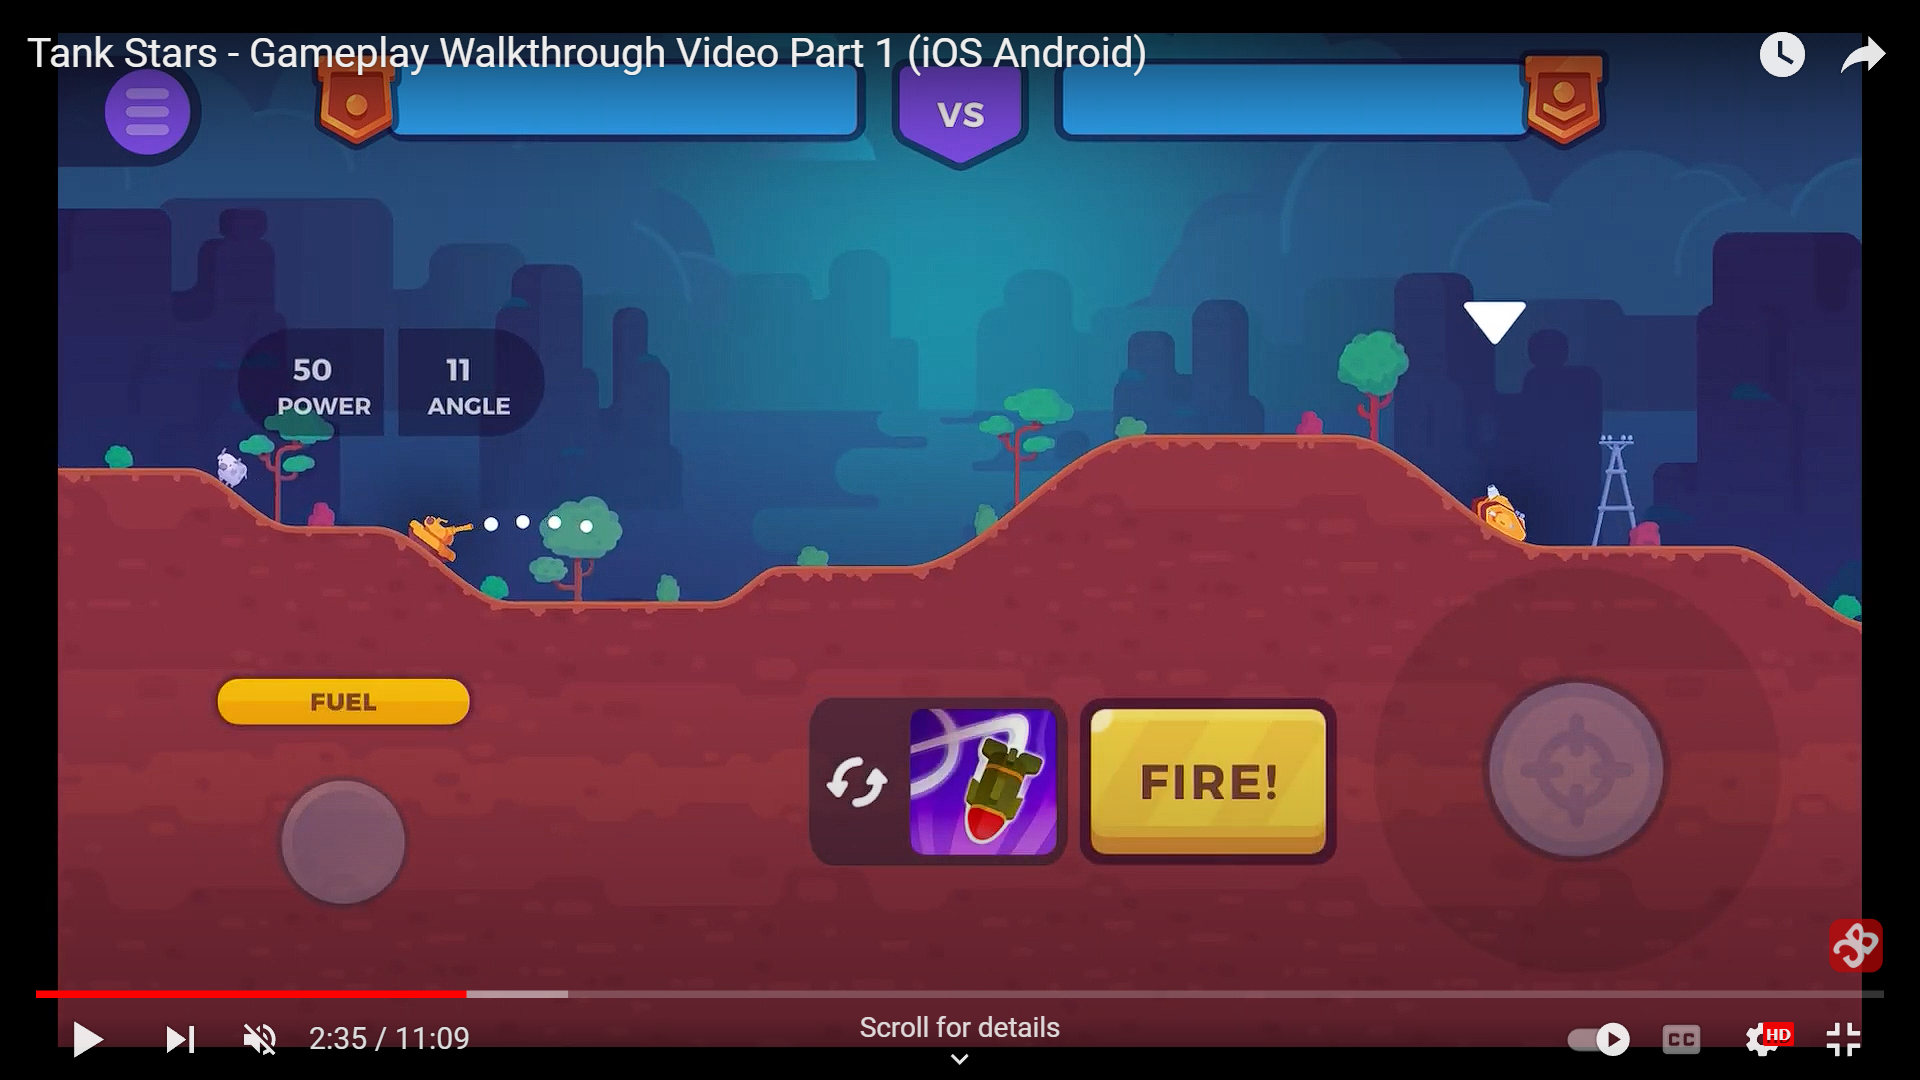 Tank Stars - Gameplay Walkthrough Video Part 1 (iOS Android)
VS
50
POWER
11
ANGLE
FUEL
FIRE!
2:35 / 11:09
Scroll for details
CC
HD